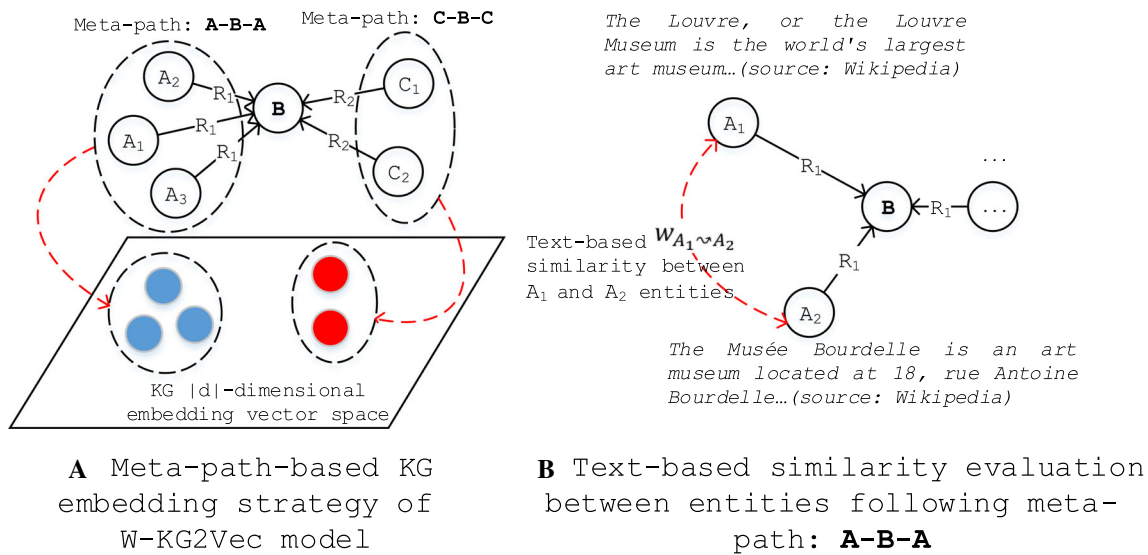 Meta-path: A-B-A
Meta-path: C-B-C
A2
R1
A1
R1
A3
R1
B
R2
C1
R2
C2
KG |d|-dimensional
embedding vector space
A Meta-path-based KG
embedding strategy of
W-KG2Vec model
The Louvre, or the Louvre
Museum is the world's largest
art museum…(source: Wikipedia)
A1
R1
B
R1
...
...
Text-based
similarity between
A1 and A2 entities
wA1⇝A2
R1
A2
The Musée Bourdelle is an art
museum located at 18, rue Antoine
Bourdelle…(source: Wikipedia)
B Text-based similarity evaluation
between entities following meta-
path: A-B-A